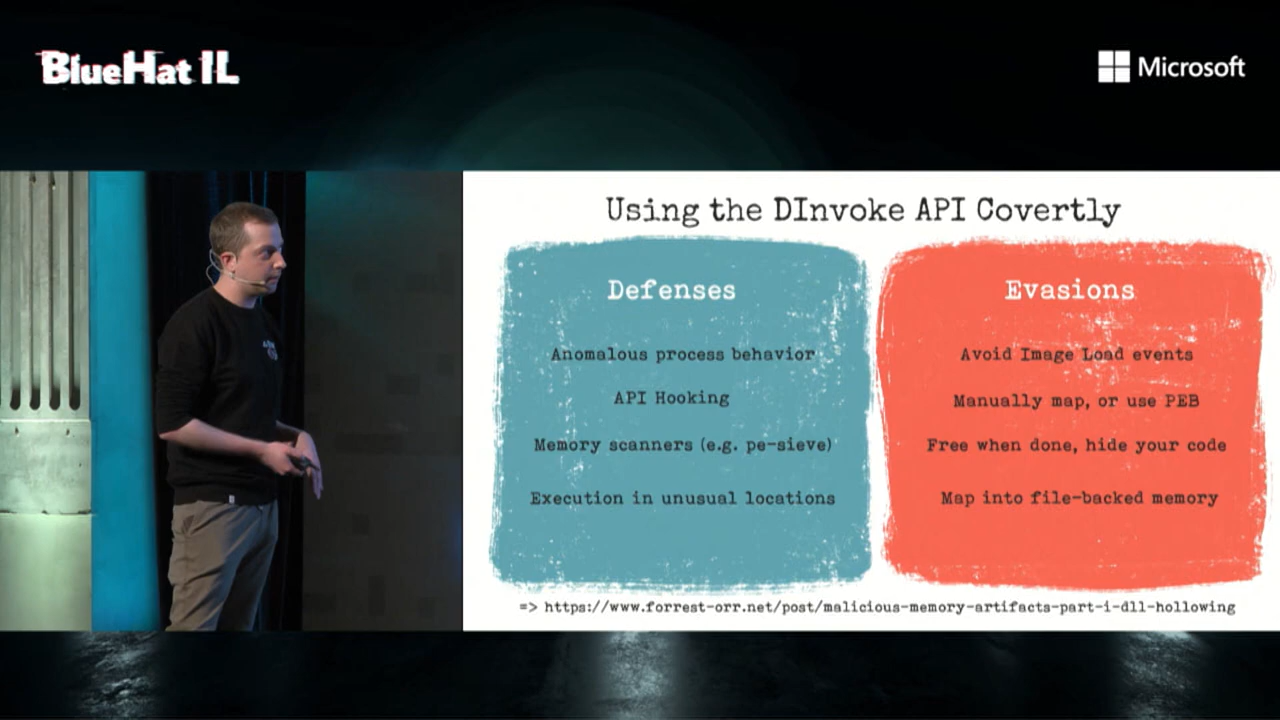 BlueHat IL
Microsoft
Using the DInvoke API Covertly
Defenses
Anomalous process behavior
API Hooking
Memory scanners (e.g. pe-sieve)
Execution in unusual locations
Evasions
Avoid Image Load events
Manually map, or use PEB
Free when done, hide your code
Map into file-backed memory
=> https://www.forrest-orr.net/post/malicious-memory-artifacts-part-i-dll-hollowing